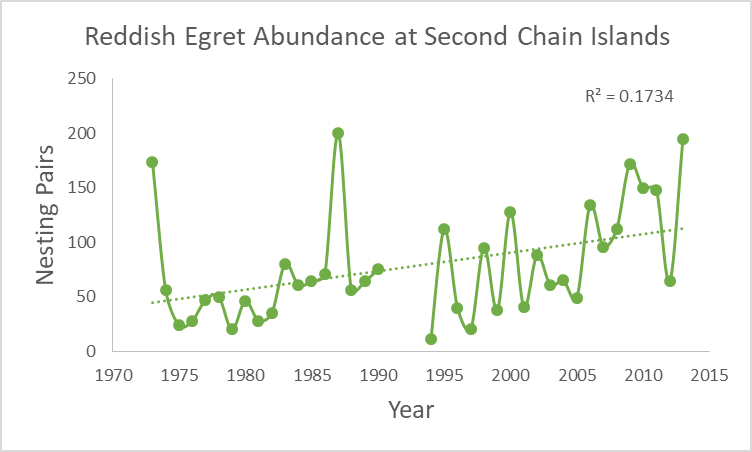 Reddish Egret Abundance at Second Chain Islands
R² = 0.1734
Nesting Pairs
250
200
150
100
50
0
1970 1975 1980 1985 1990 1995 2000 2005 2010 2015
Year